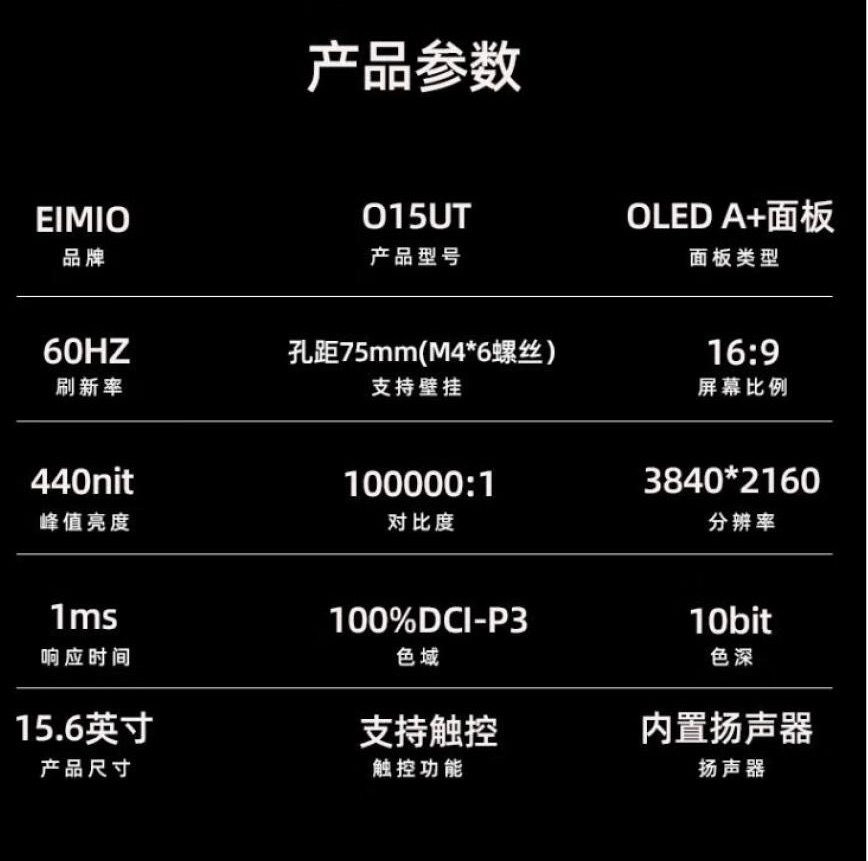 产品参数
EIMIO
O15UT
OLED A+面板
品牌
产品型号
面板类型
60HZ
孔距75mm(M4*6螺丝）
16:9
刷新率
支持壁挂
屏幕比例
440nit
100000:1
3840*2160
峰值亮度
对比度
分辨率
1ms
100%DCI-P3
10bit
响应时间
色域
色深
15.6英寸
支持触控
内置扬声器
产品尺寸
触控功能
扬声器